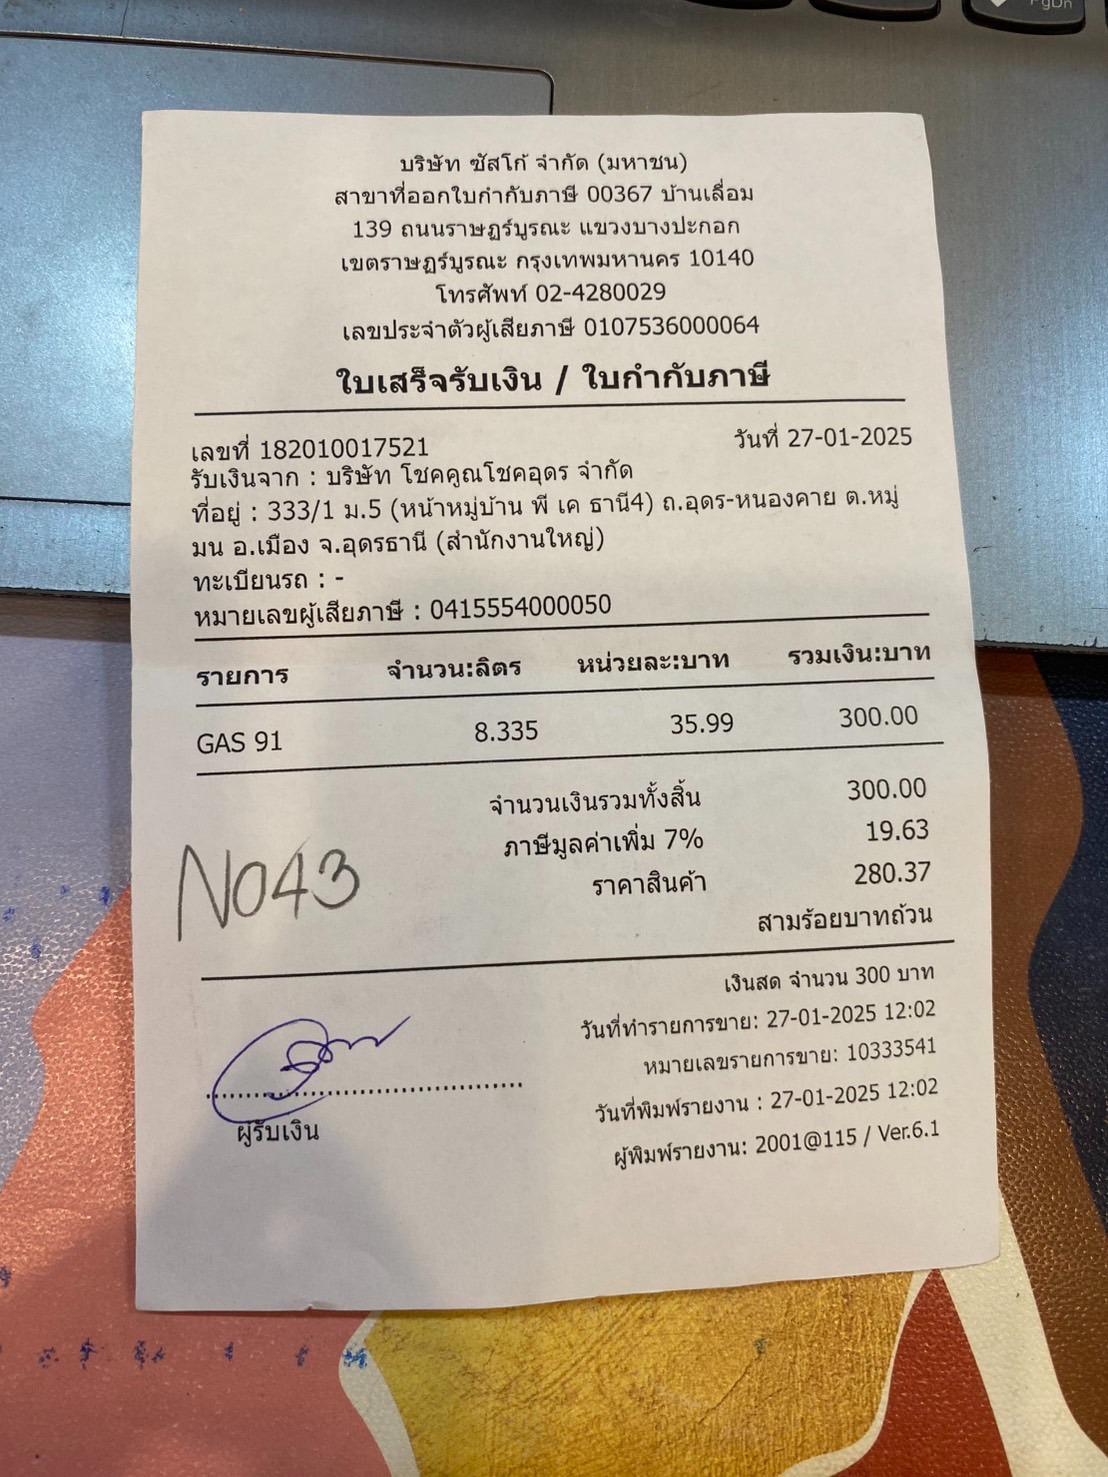 PgDn
บริษัท ซัสโก้ จำกัด (มหาชน)
สาขาที่ออกใบกำกับภาษี 00367 บ้านเลื่อม
139 ถนนราษฏร์บูรณะ แขวงบางปะกอก
เขตราษฏร์บูรณะ กรุงเทพมหานคร 10140
โทรศัพท์ 02-4280029
เลขประจำตัวผู้เสียภาษี 0107536000064
ใบเสร็จรับเงิน / ใบกำกับภาษี
เลขที่ 182010017521 วันที่ 27-01-2025
รับเงินจาก : บริษัท โชคคูณโชคอุดร จำกัด
ที่อยู่ : 333/1 ม.5 (หน้าหมู่บ้าน พี เค ธานี4) ถ.อุดร-หนองคาย ต.หมู่
มน อ.เมือง จ.อุดรธานี (สำนักงานใหญ่)
ทะเบียนรถ : -
หมายเลขผู้เสียภาษี : 0415554000050
รายการ จำนวน:ลิตร หน่วยละ:บาท รวมเงิน:บาท
GAS 91 8.335 35.99 300.00
จำนวนเงินรวมทั้งสิ้น 300.00
ภาษีมูลค่าเพิ่ม 7% 19.63
ราคาสินค้า 280.37
NO43
สามร้อยบาทถ้วน
เงินสด จำนวน 300 บาท
วันที่ทำรายการขาย: 27-01-2025 12:02
หมายเลขรายการขาย: 10333541
วันที่พิมพ์รายงาน : 27-01-2025 12:02
ผู้พิมพ์รายงาน: 2001@115 / Ver.6.1
ผู้รับเงิน